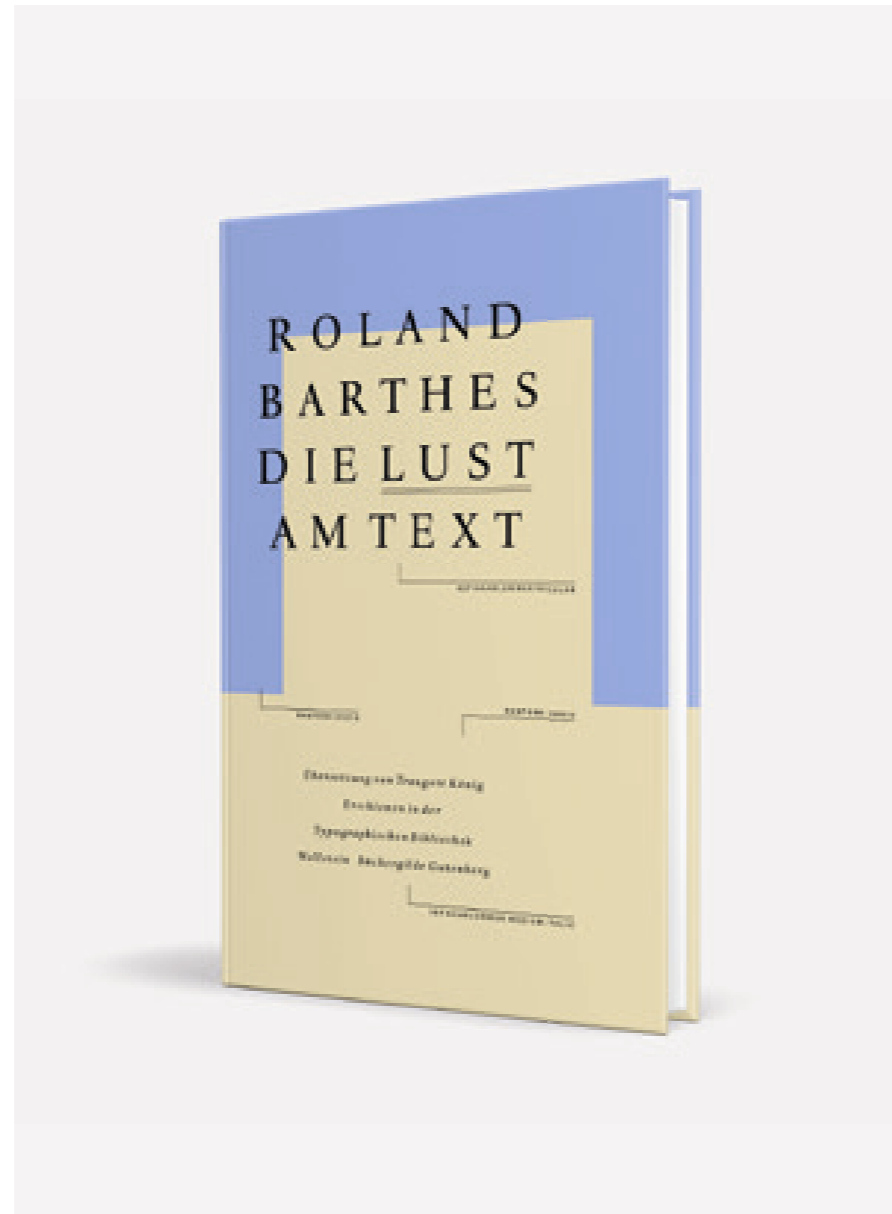 ROLAND
BARTHES
DIE LUST
AM TEXT
Übersetzung von Traugott König
Erschienen in der
Typographischen Bibliothek
Wallstein Büchergilde Gutenberg